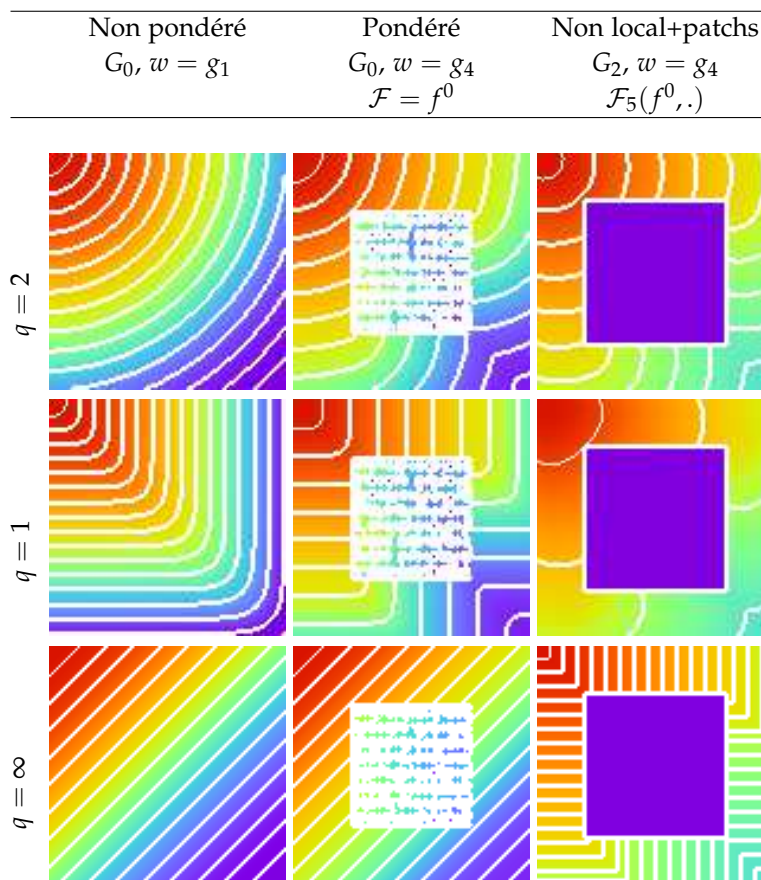 Non pondéré Pondéré Non local+patchs
G₀, w = g₁ G₀, w = g₄ G₂, w = g₄
ℱ = f⁰ ℱ₅(f⁰,.)
q = 2
q = 1
q = ∞